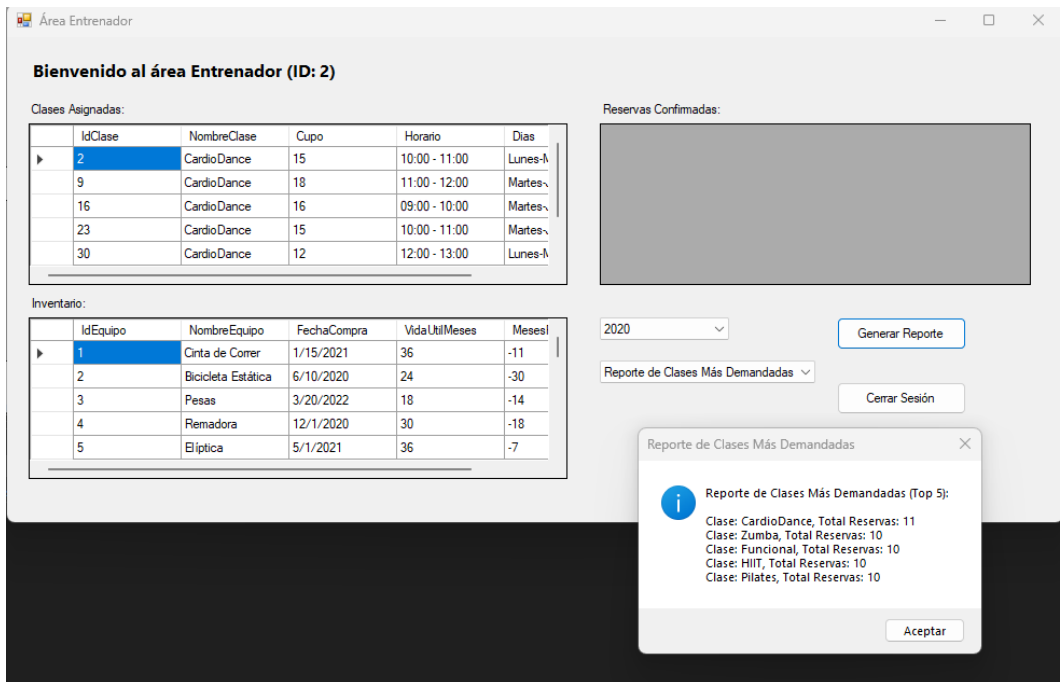 Área Entrenador
Bienvenido al área Entrenador (ID: 2)
Clases Asignadas:
IdClase NombreClase Cupo Horario Dias
2 CardioDance 15 10:00 - 11:00 Lunes-M
9 CardioDance 18 11:00 - 12:00 Martes-J
16 CardioDance 16 09:00 - 10:00 Martes-J
23 CardioDance 15 10:00 - 11:00 Martes-J
30 CardioDance 12 12:00 - 13:00 Lunes-M
Reservas Confirmadas:
Inventario:
IdEquipo NombreEquipo FechaCompra VidaUtilMeses Meses
1 Cinta de Correr 1/15/2021 36 -11
2 Bicicleta Estática 6/10/2020 24 -30
3 Pesas 3/20/2022 18 -14
4 Remadora 12/1/2020 30 -18
5 Elíptica 5/1/2021 36 -7
2020
Generar Reporte
Reporte de Clases Más Demandadas
Cerrar Sesión
Reporte de Clases Más Demandadas
Reporte de Clases Más Demandadas (Top 5):
Clase: CardioDance, Total Reservas: 11
Clase: Zumba, Total Reservas: 10
Clase: Funcional, Total Reservas: 10
Clase: HIIT, Total Reservas: 10
Clase: Pilates, Total Reservas: 10
Aceptar